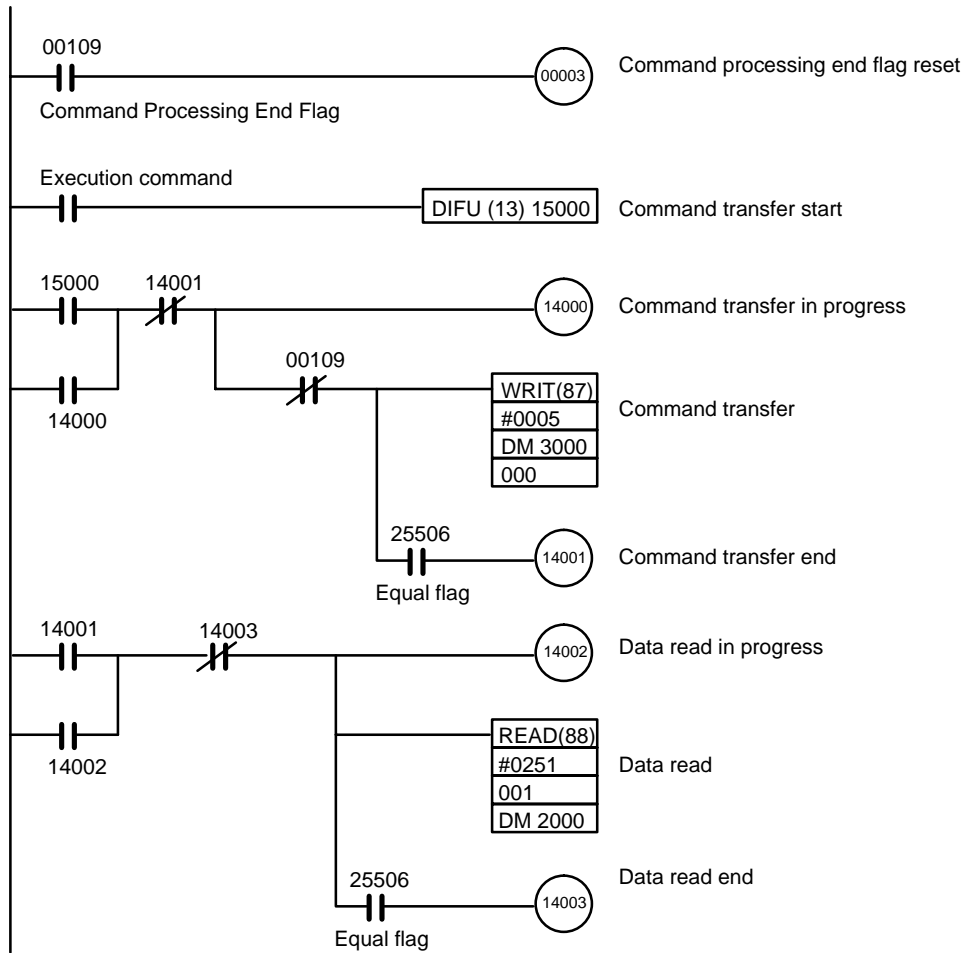 00109
00003
Command processing end flag reset
Command Processing End Flag
Execution command
DIFU (13) 15000
Command transfer start
15000
14001
14000
Command transfer in progress
00109
14000
WRIT(87)
#0005
DM 3000
000
Command transfer
25506
14001
Command transfer end
Equal flag
14001
14003
14002
Data read in progress
14002
READ(88)
#0251
001
DM 2000
Data read
25506
14003
Data read end
Equal flag